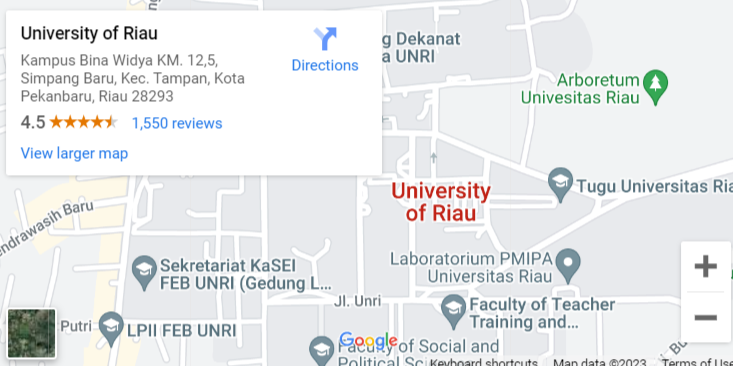 University of Riau
Kampus Bina Widya KM. 12,5,
Simpang Baru, Kec. Tampan, Kota
Pekanbaru, Riau 28293
4.5 1,550 reviews
View larger map
Directions
g Dekanat
a UNRI
Arboretum
Univesitas Riau
University
of Riau
Tugu Universitas Ria
endrawasih Baru
Laboratorium PMIPA
Universitas Riau
Sekretariat KaSEI
FEB UNRI (Gedung L...
Jl. Unri
Faculty of Teacher
Training and...
Putri
LPII FEB UNRI
Google
Faculty of Social and
Political Sci
Bu
Keyboard shortcuts
Map data ©2023
Terms of Use